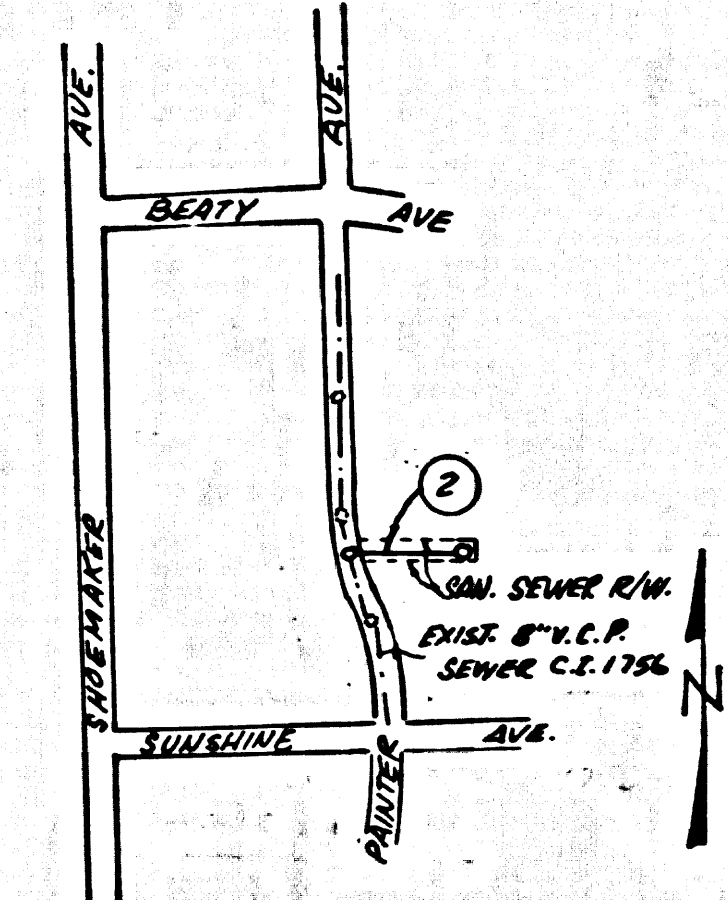 AVE.
AVE.
BEATY AVE
2
SAN. SEWER R/W.
EXIST. 8" V.C.P.
SEWER C.I. 1756
SHOEMAKER
N
SUNSHINE AVE.
PAINTER